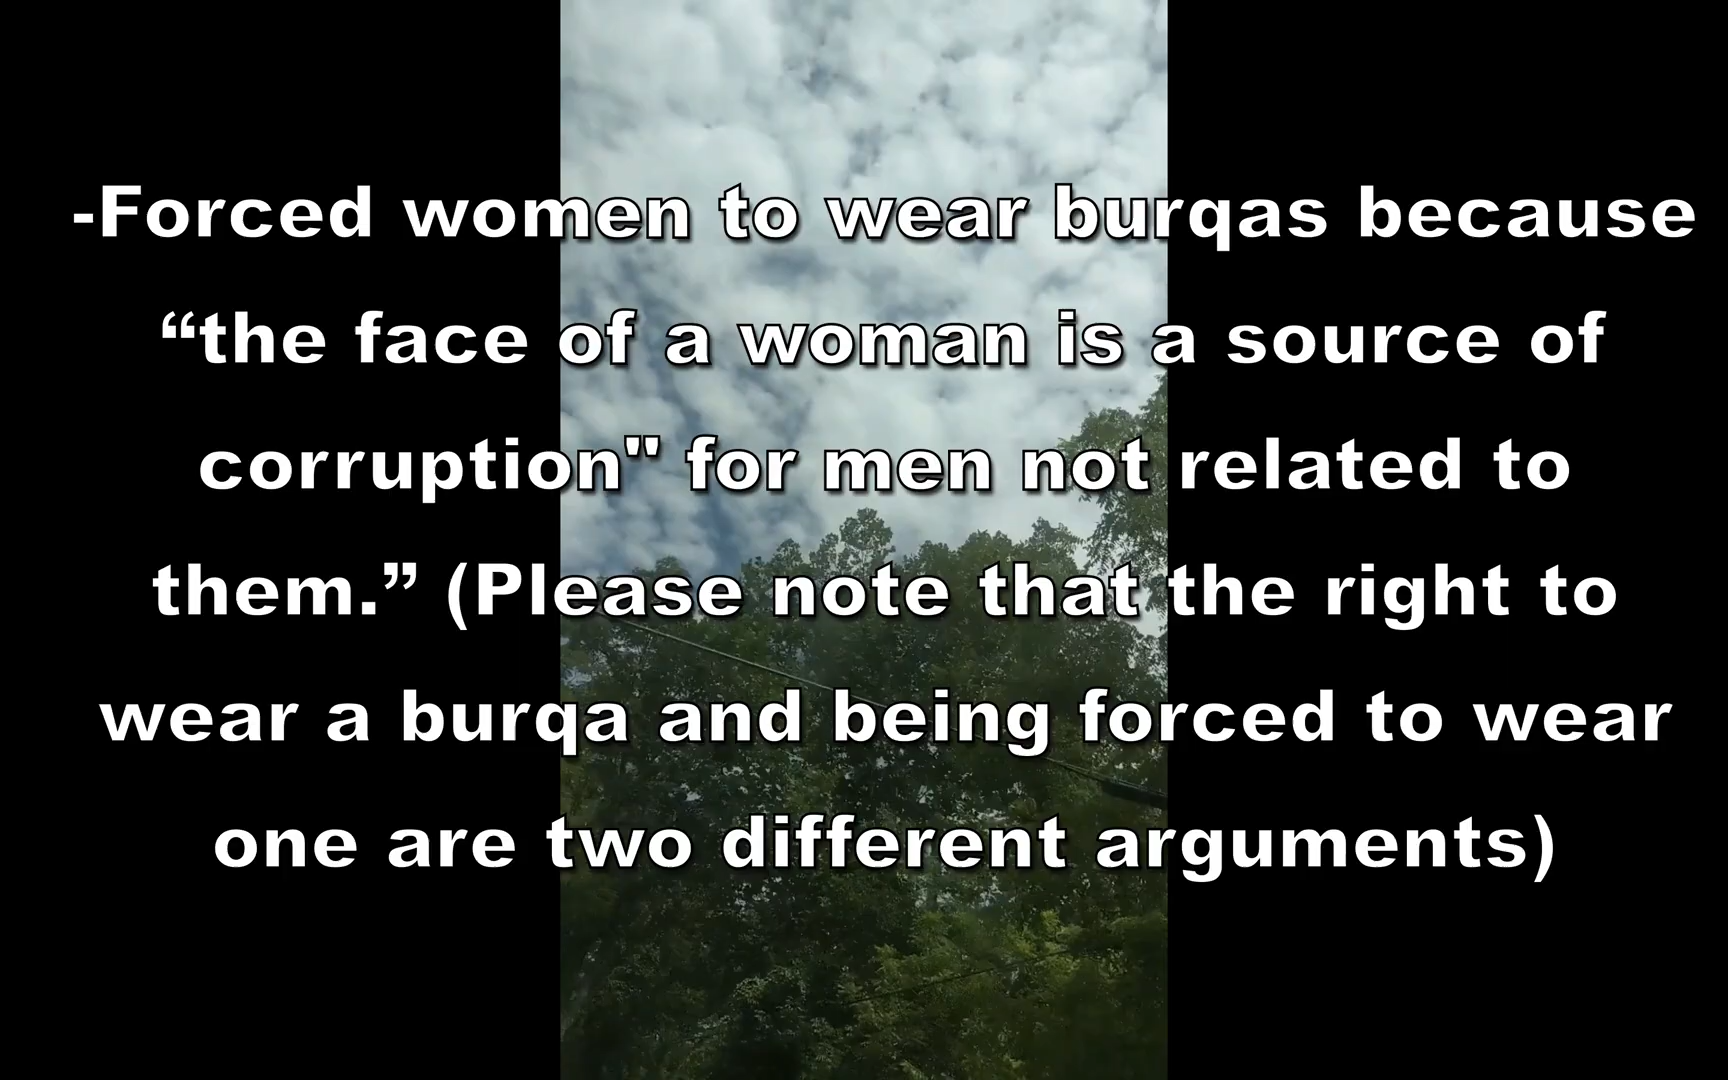 -Forced women to wear burqas because
“the face of a woman is a source of
corruption" for men not related to
them.” (Please note that the right to
wear a burqa and being forced to wear
one are two different arguments)